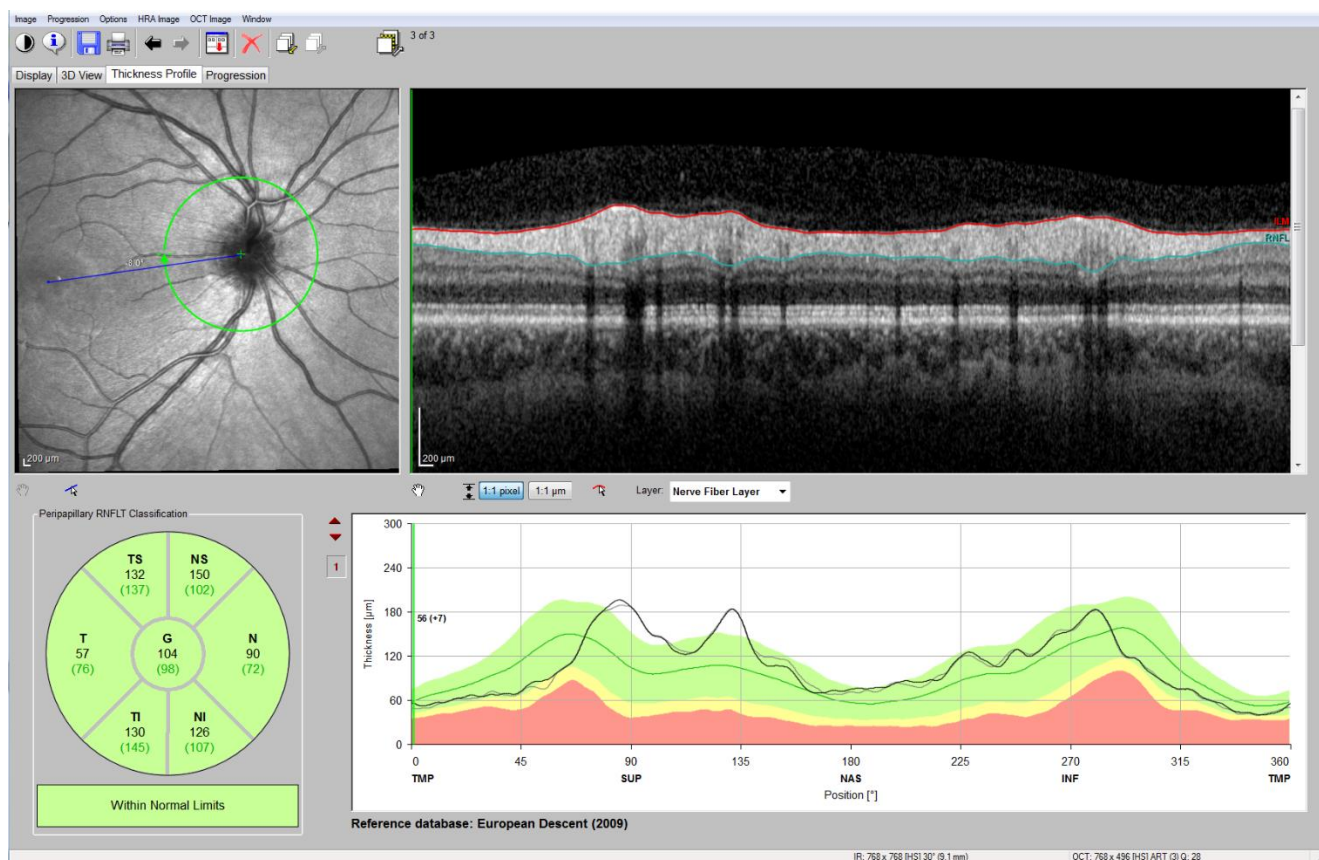 Image Progression Options HRA Image OCT Image Window
3 of 3
Display 3D View Thickness Profile Progression
-8.0°
200 µm
ILM
RNFL
200 µm
1:1 pixel 1:1 µm Layer: Nerve Fiber Layer
Peripapillary RNFLT Classification
TS
132
(137)
NS
150
(102)
T
57
(76)
G
104
(98)
N
90
(72)
TI
130
(145)
NI
126
(107)
Within Normal Limits
1
Thickness [µm]
300
240
180
120
60
0
56 (+7)
0 45 90 135 180 225 270 315 360
TMP SUP NAS INF TMP
Position [°]
Reference database: European Descent (2009)
IR: 768 x 768 [HS] 30° (9.1 mm) OCT: 768 x 496 [HS] ART (3) Q: 28